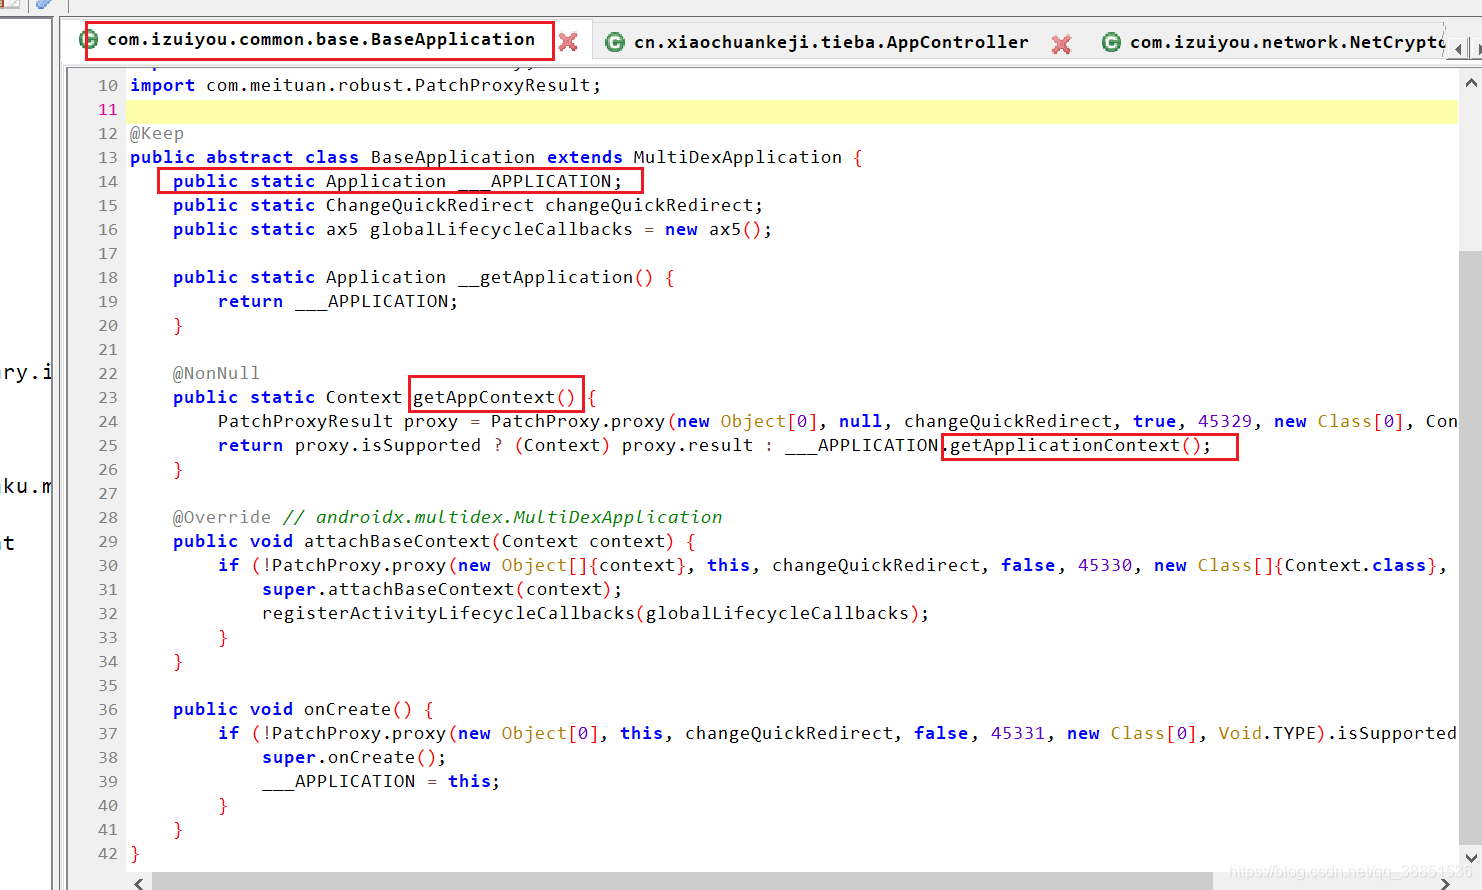 com.izuiyou.common.base.BaseApplication cn.xiaochuankeji.tieba.AppController com.izuiyou.network.NetCrypto
10 import com.meituan.robust.PatchProxyResult;
11
12 @Keep
13 public abstract class BaseApplication extends MultiDexApplication {
14 public static Application ___APPLICATION;
15 public static ChangeQuickRedirect changeQuickRedirect;
16 public static ax5 globalLifecycleCallbacks = new ax5();
17
18 public static Application __getApplication() {
19 return ___APPLICATION;
20 }
21
ry.i
22 @NonNull
23 public static Context getAppContext() {
24 PatchProxyResult proxy = PatchProxy.proxy(new Object[0], null, changeQuickRedirect, true, 45329, new Class[0], Con
25 return proxy.isSupported ? (Context) proxy.result : ___APPLICATION.getApplicationContext();
26 }
ku.m
27
28 @Override // androidx.multidex.MultiDexApplication
t
29 public void attachBaseContext(Context context) {
30 if (!PatchProxy.proxy(new Object[]{context}, this, changeQuickRedirect, false, 45330, new Class[]{Context.class},
31 super.attachBaseContext(context);
32 registerActivityLifecycleCallbacks(globalLifecycleCallbacks);
33 }
34 }
35
36 public void onCreate() {
37 if (!PatchProxy.proxy(new Object[0], this, changeQuickRedirect, false, 45331, new Class[0], Void.TYPE).isSupported
38 super.onCreate();
39 ___APPLICATION = this;
40 }
41 }
42 }
https://blog.csdn.net/qq_38851536